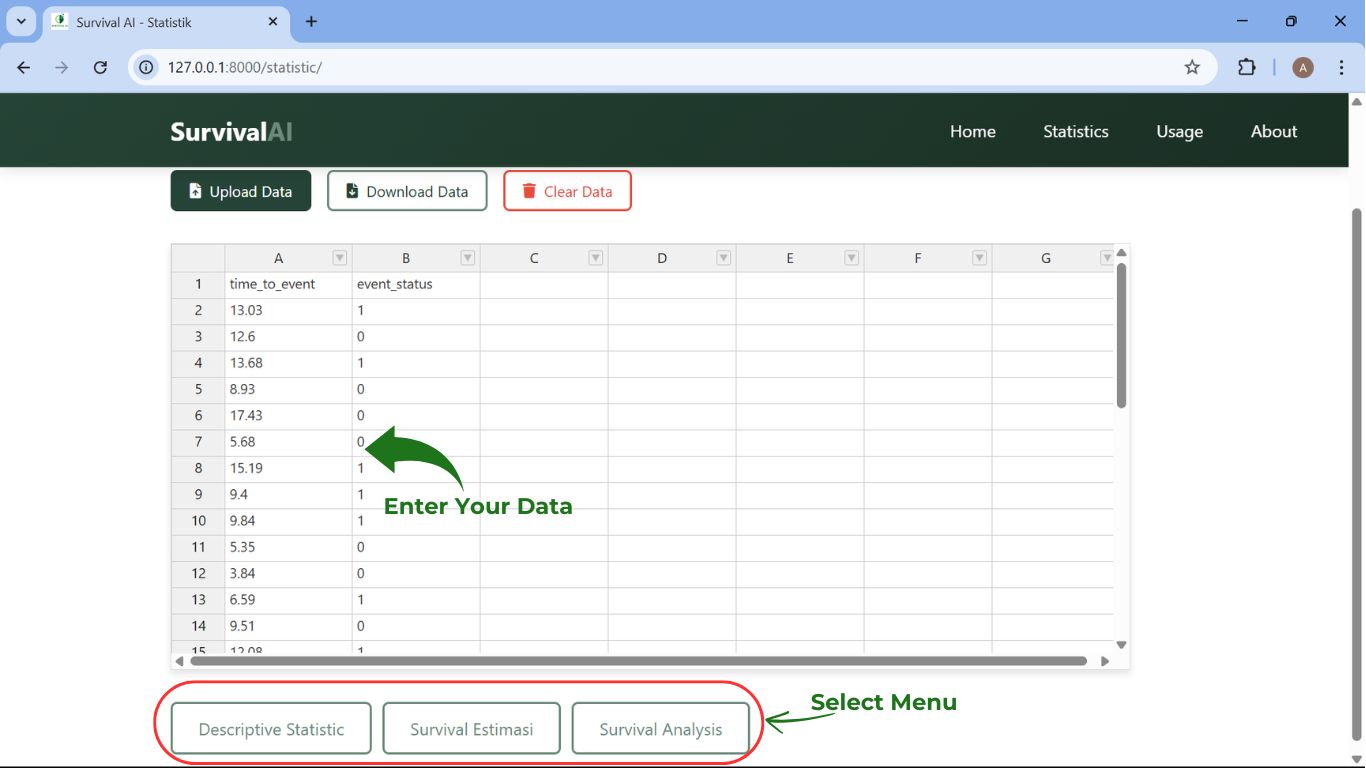 Survival AI - Statistik
127.0.0.1:8000/statistic/
A
SurvivalAI
Home Statistics Usage About
Upload Data Download Data Clear Data
A B C D E F G
1 time_to_event event_status
2 13.03 1
3 12.6 0
4 13.68 1
5 8.93 0
6 17.43 0
7 5.68 0
8 15.19 1
9 9.4 1
Enter Your Data
10 9.84 1
11 5.35 0
12 3.84 0
13 6.59 1
14 9.51 0
15 12.08 1
Select Menu
Descriptive Statistic Survival Estimasi Survival Analysis